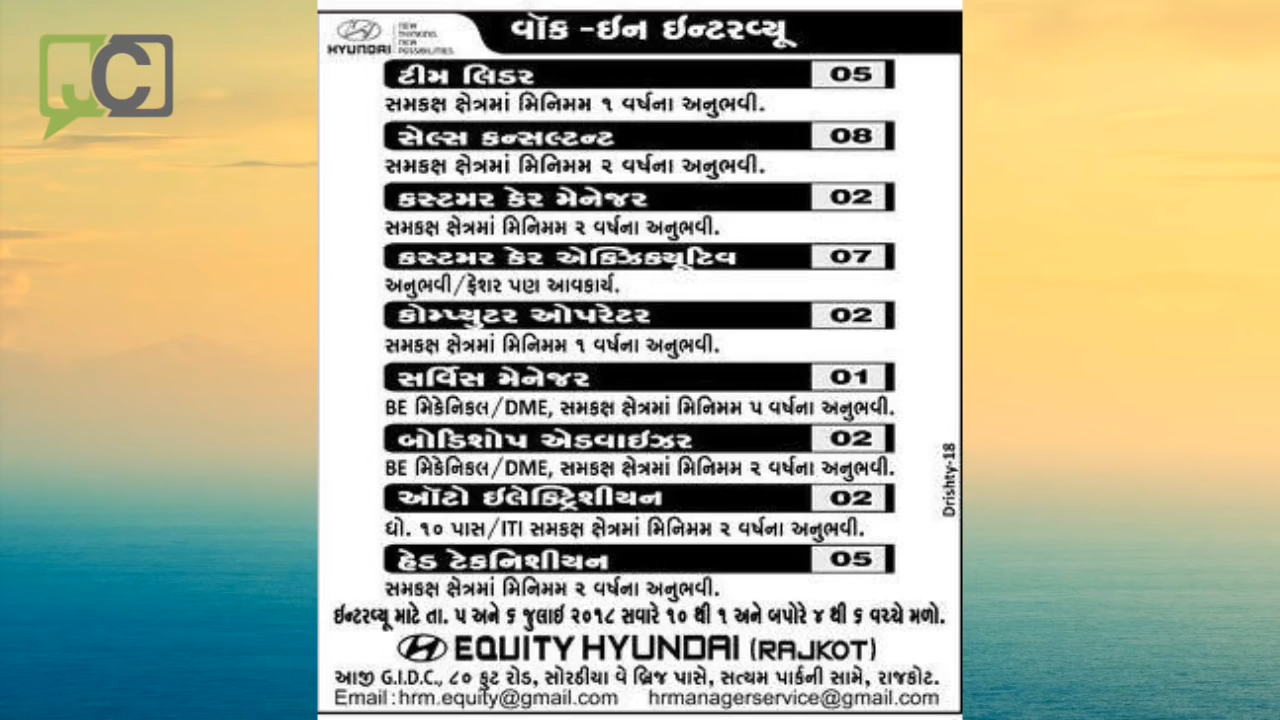 JC
HYUNDAI
NEW
THINKING.
NEW
POSSIBILITIES.
વૉક -ઈન ઇન્ટરવ્યૂ
ટીમ લિડર 05
સમકક્ષ ક્ષેત્રમાં મિનિમમ ૧ વર્ષના અનુભવી.
સેલ્સ કન્સલ્ટન્ટ 08
સમકક્ષ ક્ષેત્રમાં મિનિમમ ૨ વર્ષના અનુભવી.
કસ્ટમર કેર મેનેજર 02
સમકક્ષ ક્ષેત્રમાં મિનિમમ ૨ વર્ષના અનુભવી.
કસ્ટમર કેર એક્ઝિક્યૂટિવ 07
અનુભવી/ફ્રેશર પણ આવકાર્ય.
કોમ્પ્યુટર ઓપરેટર 02
સમકક્ષ ક્ષેત્રમાં મિનિમમ ૧ વર્ષના અનુભવી.
સર્વિસ મેનેજર 01
BE મિકેનિકલ/DME, સમકક્ષ ક્ષેત્રમાં મિનિમમ ૫ વર્ષના અનુભવી.
બોડિશોપ એડવાઈઝર 02
BE મિકેનિકલ/DME, સમકક્ષ ક્ષેત્રમાં મિનિમમ ૨ વર્ષના અનુભવી.
ઑટો ઈલેક્ટ્રિશીયન 02
ધો. ૧૦ પાસ/ITI સમકક્ષ ક્ષેત્રમાં મિનિમમ ૨ વર્ષના અનુભવી.
હેડ ટેકનિશીયન 05
સમકક્ષ ક્ષેત્રમાં મિનિમમ ૨ વર્ષના અનુભવી.
Drishty-18
ઈન્ટરવ્યૂ માટે તા. ૫ અને ૬ જુલાઈ ૨૦૧૮ સવારે ૧૦ થી ૧ અને બપોરે ૪ થી ૬ વચ્ચે મળો.
EQUITY HYUNDAI (RAJKOT)
આજી G.I.D.C., ૮૦ ફુટ રોડ, સોરઠીયા વે બ્રિજ પાસે, સત્યમ પાર્કની સામે, રાજકોટ.
Email : hrm.equity@gmail.com hrmanagerservice@gmail.com